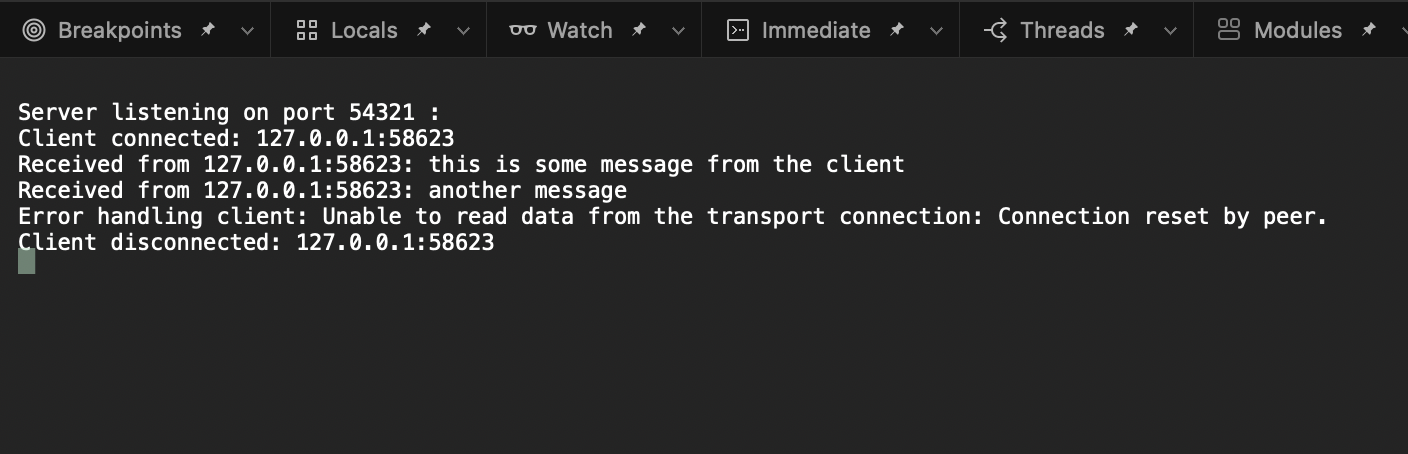 Breakpoints Locals Watch Immediate Threads Modules
Server listening on port 54321 :
Client connected: 127.0.0.1:58623
Received from 127.0.0.1:58623: this is some message from the client
Received from 127.0.0.1:58623: another message
Error handling client: Unable to read data from the transport connection: Connection reset by peer.
Client disconnected: 127.0.0.1:58623